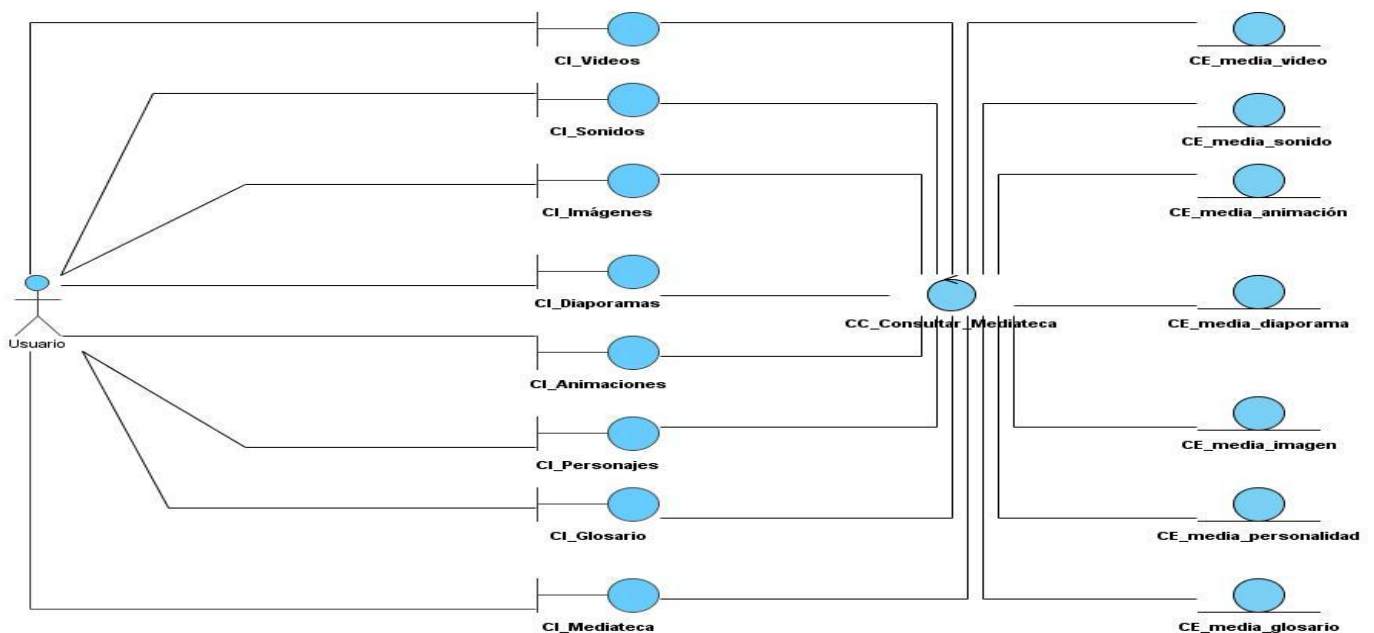 CI_Videos
CE_media_video
CI_Sonidos
CE_media_sonido
CI_Imágenes
CE_media_animación
CI_Diaporamas
CC_Consultar_Mediateca
CE_media_diaporama
Usuario
CI_Animaciones
CE_media_imagen
CI_Personajes
CI_Glosario
CE_media_personalidad
CI_Mediateca
CE_media_glosario